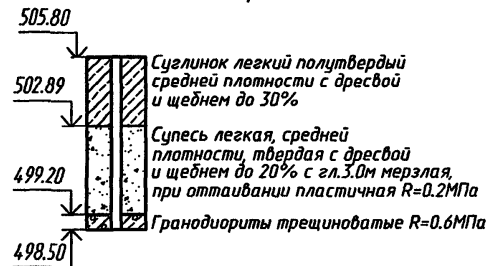 505.80
Суглинок легкий полутвердый
средней плотности с дресвой
и щебнем до 30%
502.89
Супесь легкая, средней
плотности, твердая с дресвой
и щебнем до 20% с гл.3.0м мерзлая,
при оттаивании пластичная R=0.2МПа
499.20
Гранодиориты трещиноватые R=0.6МПа
498.50